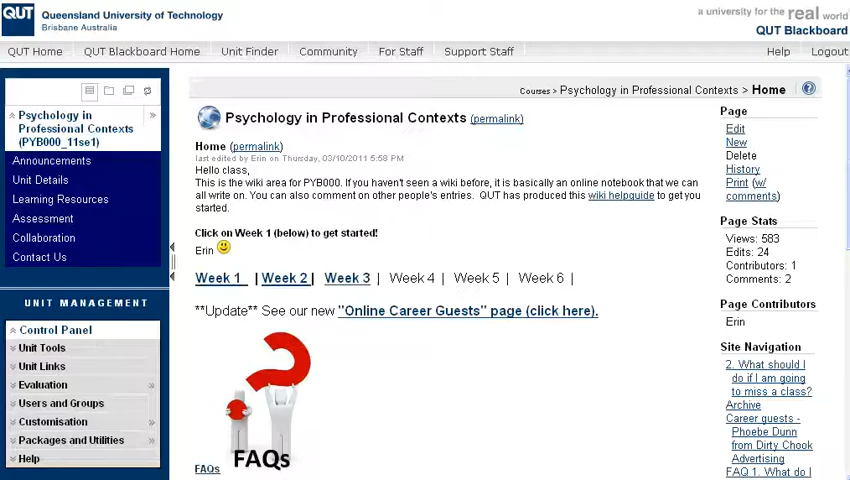 QUT
Queensland University of Technology
Brisbane Australia
a university for the real world
QUT Blackboard
QUT Home
QUT Blackboard Home
Unit Finder
Community
For Staff
Support Staff
Help
Logout
Psychology in
Professional Contexts
(PYB000_11se1)
Announcements
Unit Details
Learning Resources
Assessment
Collaboration
Contact Us
UNIT MANAGEMENT
Control Panel
Unit Tools
Unit Links
Evaluation
Users and Groups
Customisation
Packages and Utilities
Help
Courses > Psychology in Professional Contexts > Home
Psychology in Professional Contexts (permalink)
Home (permalink)
last edited by Erin on Thursday, 03/10/2011 5:58 PM
Hello class,
This is the wiki area for PYB000. If you haven't seen a wiki before, it is basically an online notebook that we can
all write on. You can also comment on other people's entries. QUT has produced this wiki helpguide to get you
started.
Click on Week 1 (below) to get started!
Erin
Week 1 | Week 2 | Week 3 | Week 4 | Week 5 | Week 6 |
**Update** See our new "Online Career Guests" page (click here).
FAQs
FAQs
Page
Edit
New
Delete
History
Print (w/
comments)
Page Stats
Views: 583
Edits: 24
Contributors: 1
Comments: 2
Page Contributors
Erin
Site Navigation
2. What should I
do if I am going
to miss a class?
Archive
Career guests -
Phoebe Dunn
from Dirty Chook
Advertising
FAQ 1. What do I